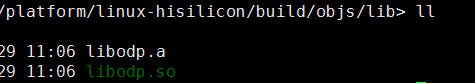 /platform/linux-hisilicon/build/objs/lib> ll
29 11:06 libodp.a
29 11:06 libodp.so